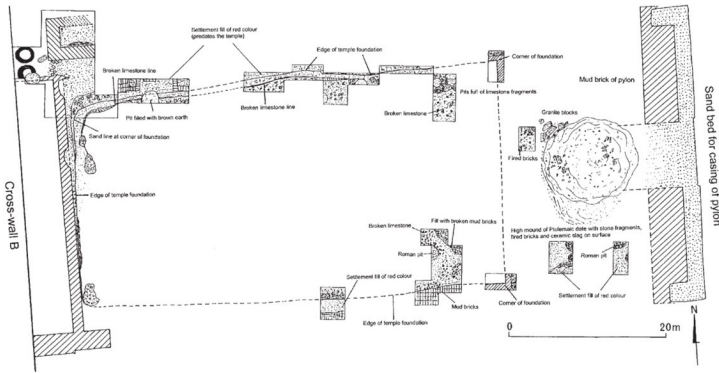 Settlement fill of red colour
(predates the temple)
Edge of temple foundation
Corner of foundation
Broken limestone line
Mud brick of pylon
Pits full of limestone fragments
Granite blocks
Broken limestone line
Broken limestone
Pit filled with brown earth
Sand line at corner of foundation
Fired bricks
Sand bed for casing of pylon
Cross-wall B
Edge of temple foundation
Broken limestone
Fill with broken mud bricks
High mound of Ptolemaic date with stone fragments,
fired bricks and ceramic slag on surface
Roman pit
Roman pit
Settlement fill of red colour
Settlement fill of red colour
Mud bricks
Corner of foundation
Edge of temple foundation
N
0
20m